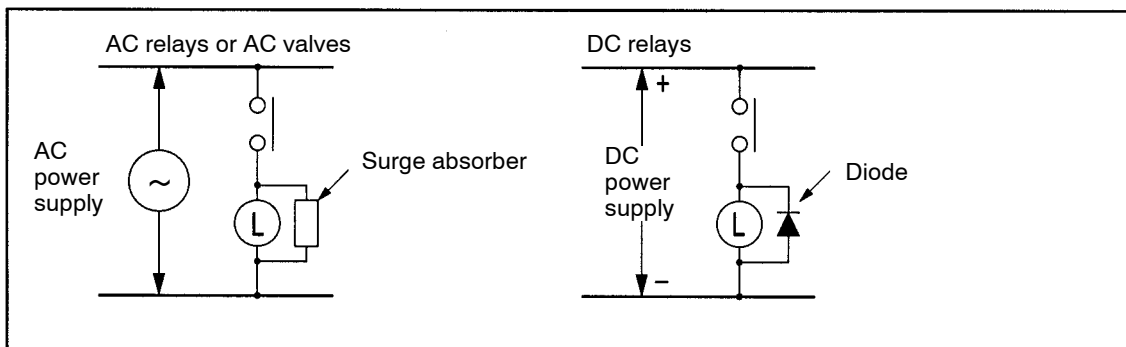 AC relays or AC valves
AC
power
supply
~
L
Surge absorber
DC relays
+
DC
power
supply
−
L
Diode